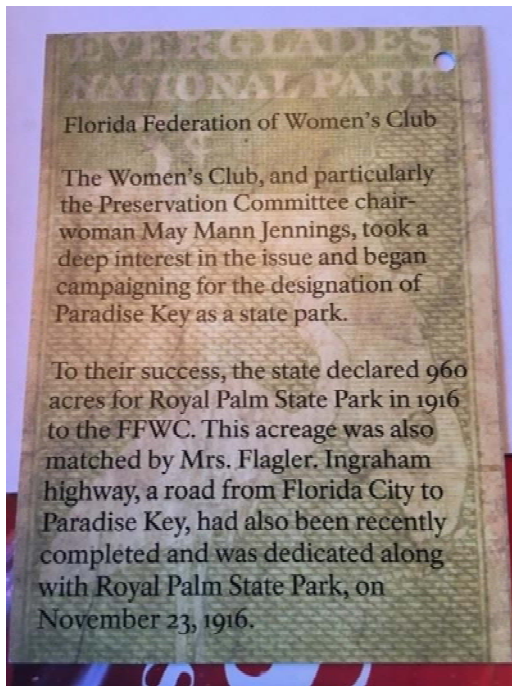 EVERGLADES
NATIONAL PARK
Florida Federation of Women's Club
The Women's Club, and particularly
the Preservation Committee chair-
woman May Mann Jennings, took a
deep interest in the issue and began
campaigning for the designation of
Paradise Key as a state park.
To their success, the state declared 960
acres for Royal Palm State Park in 1916
to the FFWC. This acreage was also
matched by Mrs. Flagler. Ingraham
highway, a road from Florida City to
Paradise Key, had also been recently
completed and was dedicated along
with Royal Palm State Park, on
November 23, 1916.